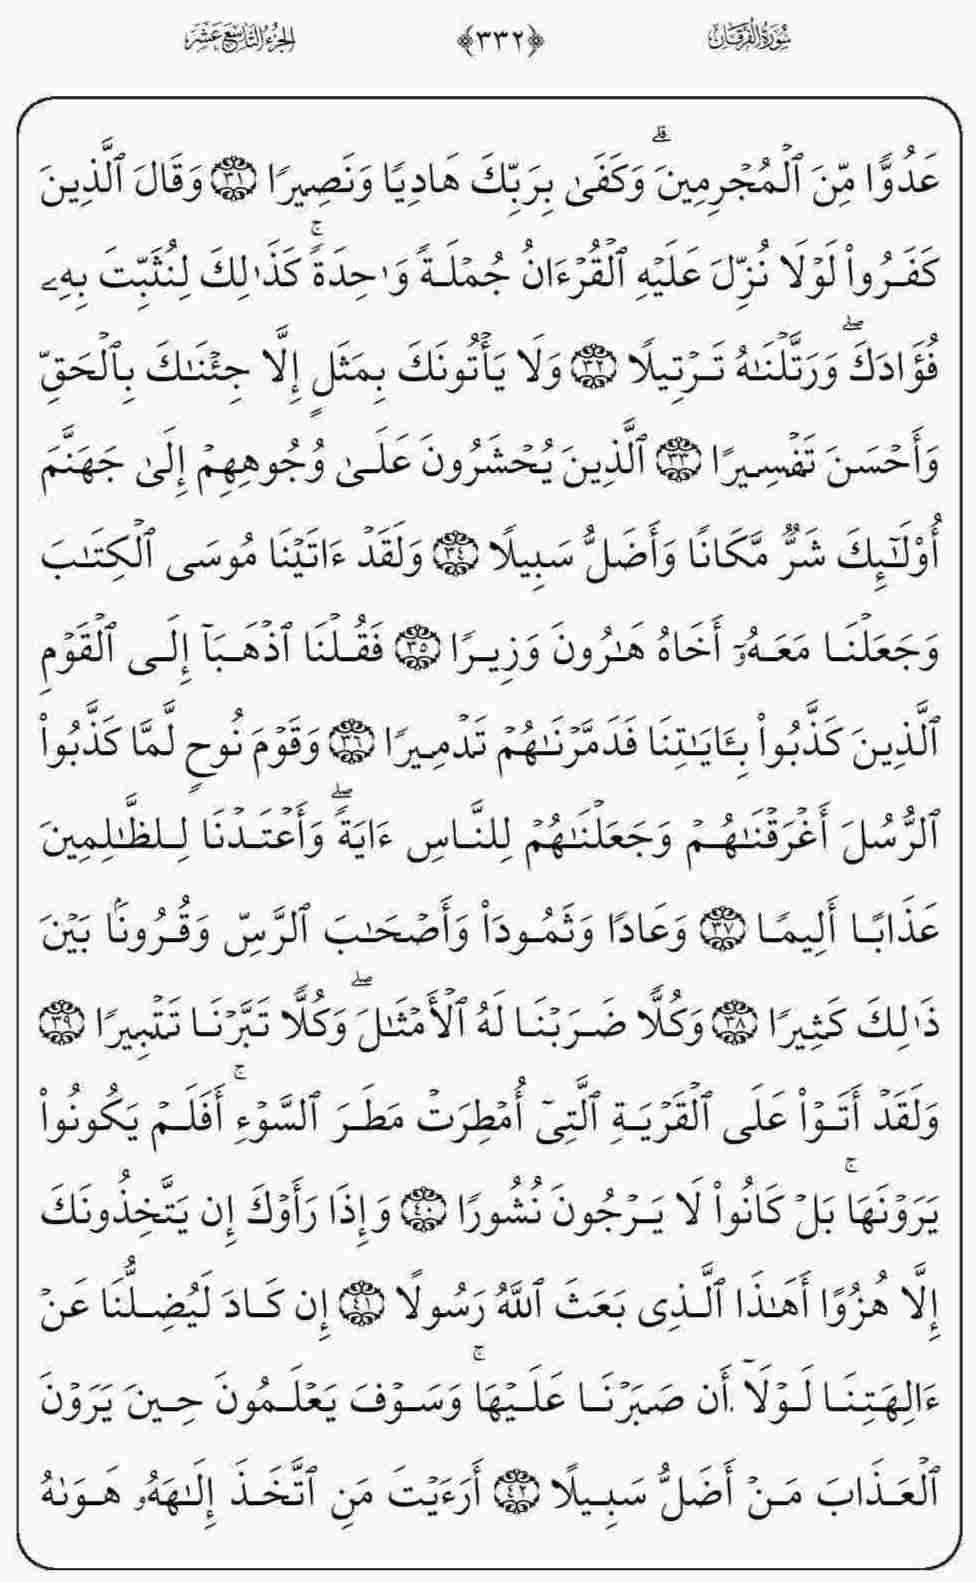 سُورَةُ الفُرْقَان ﴿٣٣٢﴾ الجُزْءُ التَّاسِعَ عَشَرَ
عَدُوًّا مِّنَ ٱلۡمُجۡرِمِينَۗ وَكَفَىٰ بِرَبِّكَ هَادِيٗا وَنَصِيرٗا ٣١ وَقَالَ ٱلَّذِينَ
كَفَرُواْ لَوۡلَا نُزِّلَ عَلَيۡهِ ٱلۡقُرۡءَانُ جُمۡلَةٗ وَٰحِدَةٗۚ كَذَٰلِكَ لِنُثَبِّتَ بِهِۦ
فُؤَادَكَۖ وَرَتَّلۡنَٰهُ تَرۡتِيلٗا ٣٢ وَلَا يَأۡتُونَكَ بِمَثَلٍ إِلَّا جِئۡنَٰكَ بِٱلۡحَقِّ
وَأَحۡسَنَ تَفۡسِيرًا ٣٣ ٱلَّذِينَ يُحۡشَرُونَ عَلَىٰ وُجُوهِهِمۡ إِلَىٰ جَهَنَّمَ
أُوْلَٰٓئِكَ شَرّٞ مَّكَانٗا وَأَضَلُّ سَبِيلٗا ٣٤ وَلَقَدۡ ءَاتَيۡنَا مُوسَى ٱلۡكِتَٰبَ
وَجَعَلۡنَا مَعَهُۥٓ أَخَاهُ هَٰرُونَ وَزِيرٗا ٣٥ فَقُلۡنَا ٱذۡهَبَآ إِلَى ٱلۡقَوۡمِ
ٱلَّذِينَ كَذَّبُواْ بِـَٔايَٰتِنَا فَدَمَّرۡنَٰهُمۡ تَدۡمِيرٗا ٣٦ وَقَوۡمَ نُوحٖ لَّمَّا كَذَّبُواْ
ٱلرُّسُلَ أَغۡرَقۡنَٰهُمۡ وَجَعَلۡنَٰهُمۡ لِلنَّاسِ ءَايَةٗۖ وَأَعۡتَدۡنَا لِلظَّٰلِمِينَ
عَذَابًا أَلِيمٗا ٣٧ وَعَادٗا وَثَمُودَاْ وَأَصۡحَٰبَ ٱلرَّسِّ وَقُرُونَۢا بَيۡنَ
ذَٰلِكَ كَثِيرٗا ٣٨ وَكُلّٗا ضَرَبۡنَا لَهُ ٱلۡأَمۡثَٰلَۖ وَكُلّٗا تَبَّرۡنَا تَتۡبِيرٗا ٣٩
وَلَقَدۡ أَتَوۡاْ عَلَى ٱلۡقَرۡيَةِ ٱلَّتِيٓ أُمۡطِرَتۡ مَطَرَ ٱلسَّوۡءِۚ أَفَلَمۡ يَكُونُواْ
يَرَوۡنَهَاۚ بَلۡ كَانُواْ لَا يَرۡجُونَ نُشُورٗا ٤٠ وَإِذَا رَأَوۡكَ إِن يَتَّخِذُونَكَ
إِلَّا هُزُوًا أَهَٰذَا ٱلَّذِي بَعَثَ ٱللَّهُ رَسُولًا ٤١ إِن كَادَ لَيُضِلُّنَا عَنۡ
ءَالِهَتِنَا لَوۡلَآ أَن صَبَرۡنَا عَلَيۡهَاۚ وَسَوۡفَ يَعۡلَمُونَ حِينَ يَرَوۡنَ
ٱلۡعَذَابَ مَنۡ أَضَلُّ سَبِيلًا ٤٢ أَرَءَيۡتَ مَنِ ٱتَّخَذَ إِلَٰهَهُۥ هَوَىٰهُ